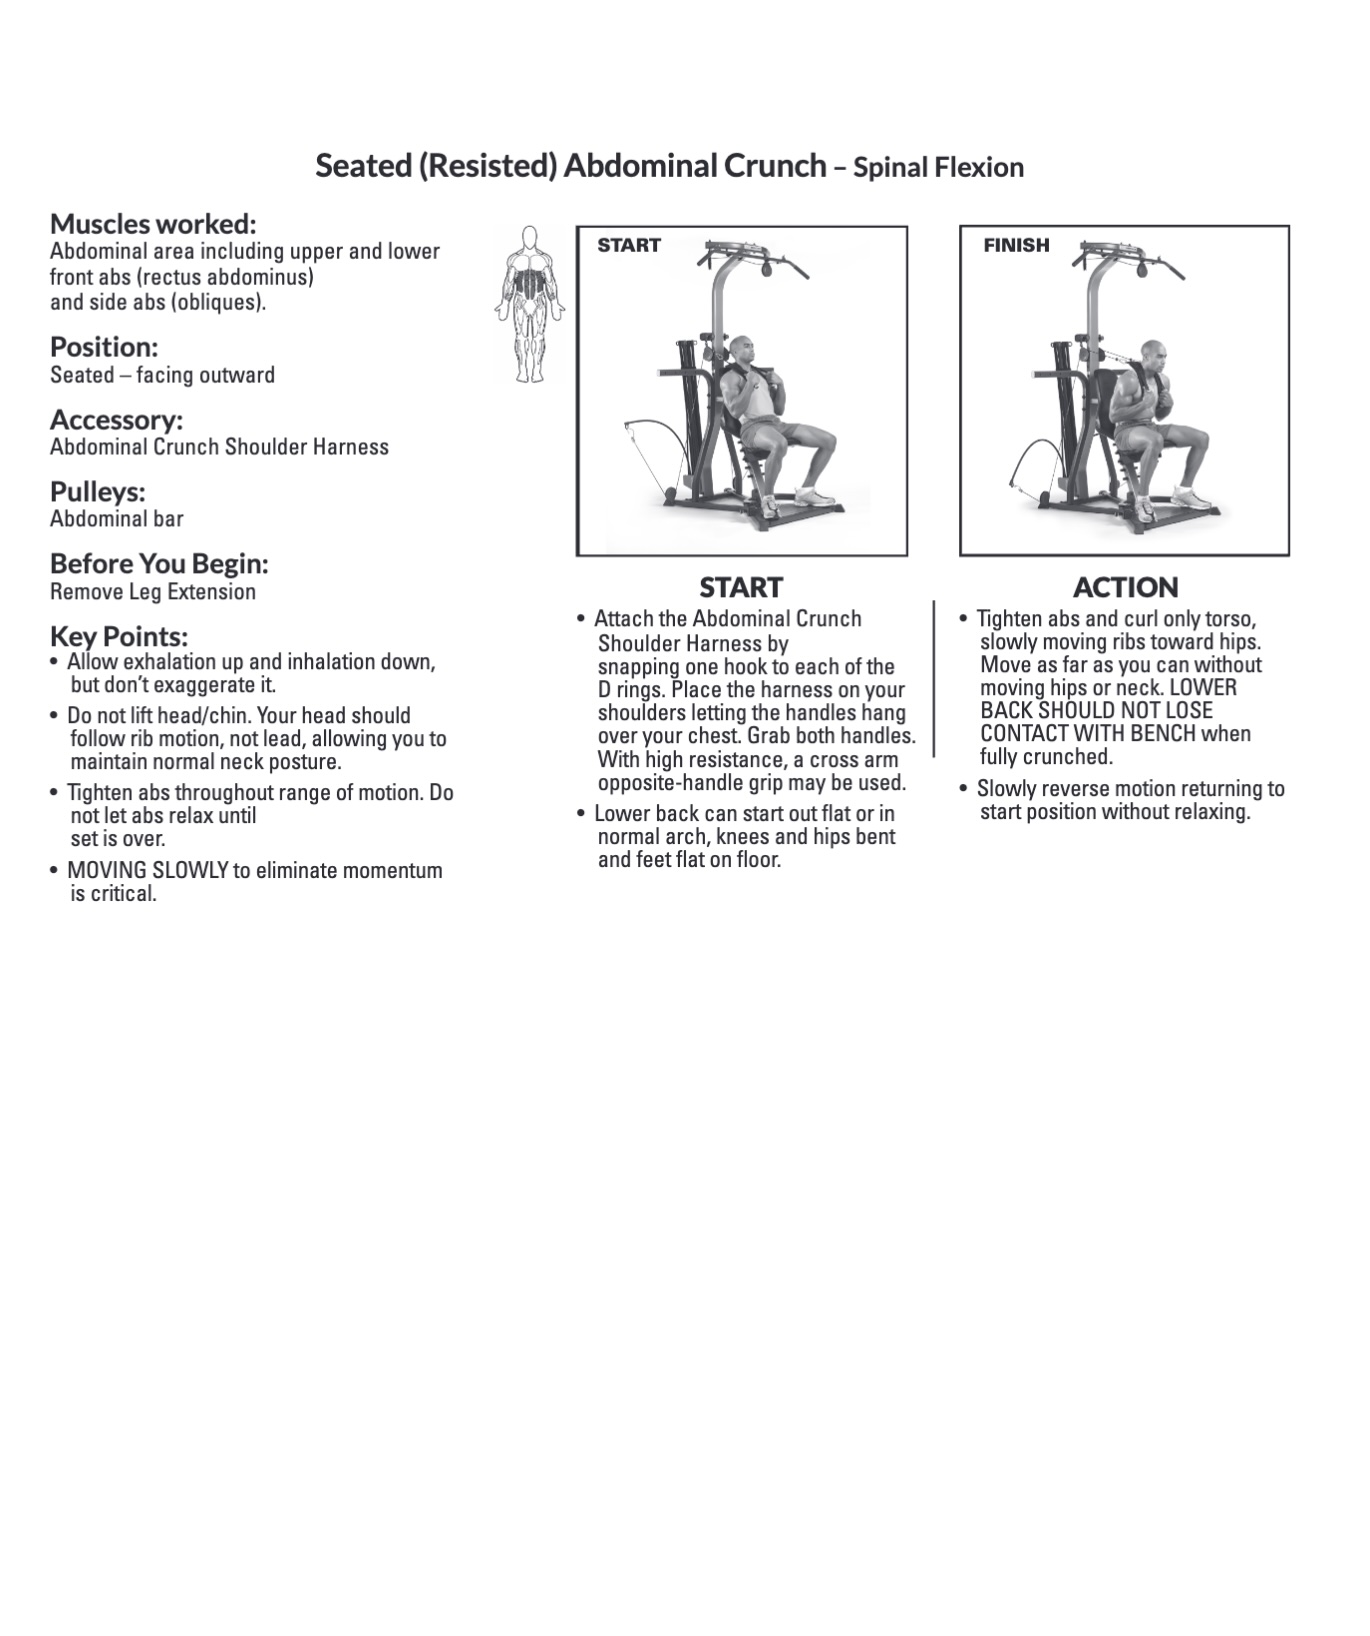 Seated (Resisted) Abdominal Crunch – Spinal Flexion
Muscles worked:
Abdominal area including upper and lower
front abs (rectus abdominus)
and side abs (obliques).
Position:
Seated – facing outward
Accessory:
Abdominal Crunch Shoulder Harness
Pulleys:
Abdominal bar
Before You Begin:
Remove Leg Extension
Key Points:
• Allow exhalation up and inhalation down,
but don’t exaggerate it.
• Do not lift head/chin. Your head should
follow rib motion, not lead, allowing you to
maintain normal neck posture.
• Tighten abs throughout range of motion. Do
not let abs relax until
set is over.
• MOVING SLOWLY to eliminate momentum
is critical.
START
START
• Attach the Abdominal Crunch
Shoulder Harness by
snapping one hook to each of the
D rings. Place the harness on your
shoulders letting the handles hang
over your chest. Grab both handles.
With high resistance, a cross arm
opposite-handle grip may be used.
• Lower back can start out flat or in
normal arch, knees and hips bent
and feet flat on floor.
FINISH
ACTION
• Tighten abs and curl only torso,
slowly moving ribs toward hips.
Move as far as you can without
moving hips or neck. LOWER
BACK SHOULD NOT LOSE
CONTACT WITH BENCH when
fully crunched.
• Slowly reverse motion returning to
start position without relaxing.